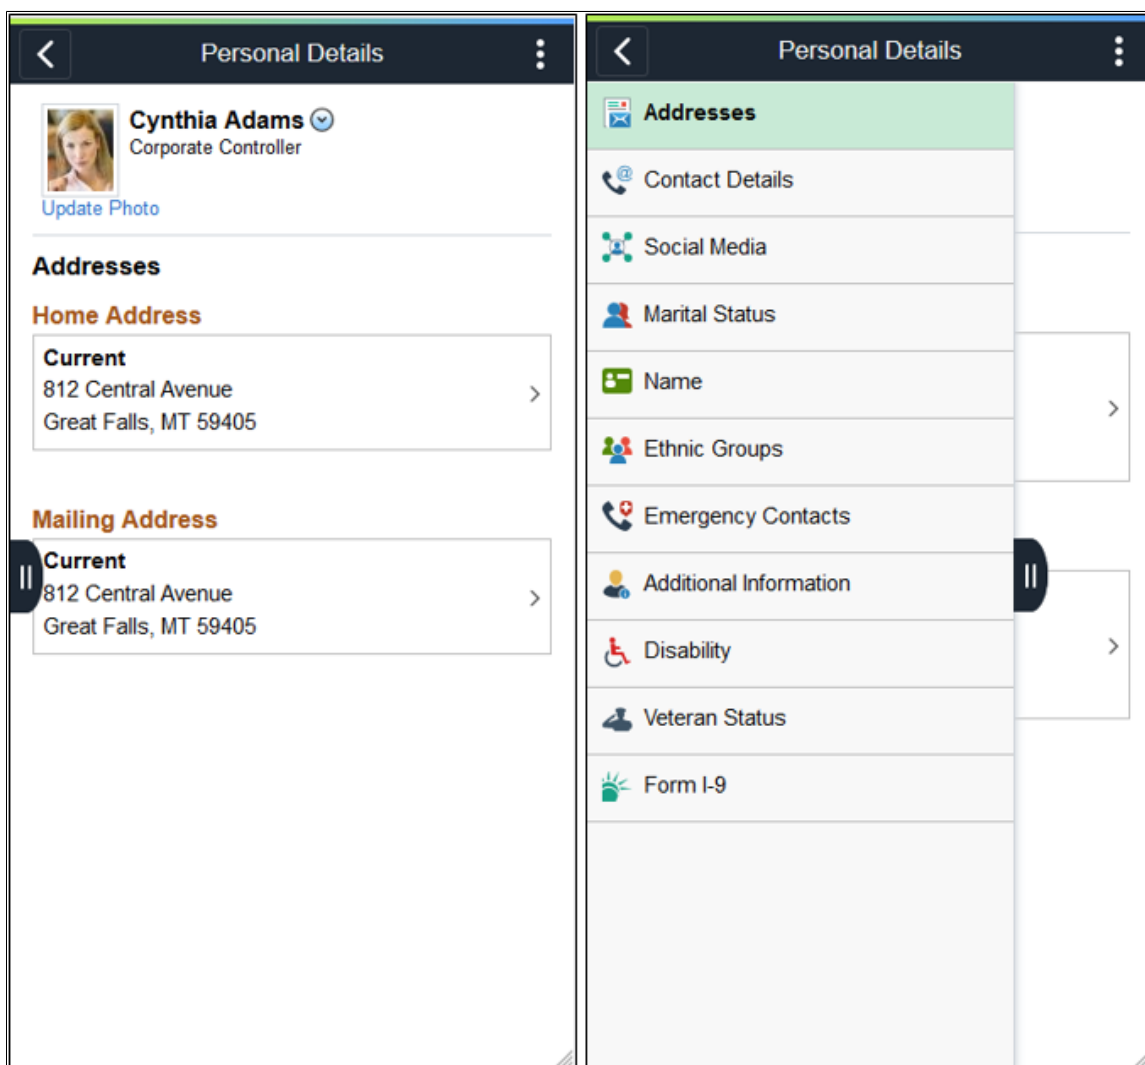 Personal Details
Cynthia Adams
Corporate Controller
Update Photo
Addresses
Home Address
Current
812 Central Avenue
Great Falls, MT 59405
Mailing Address
Current
812 Central Avenue
Great Falls, MT 59405
Personal Details
Addresses
Contact Details
Social Media
Marital Status
Name
Ethnic Groups
Emergency Contacts
Additional Information
Disability
Veteran Status
Form I-9